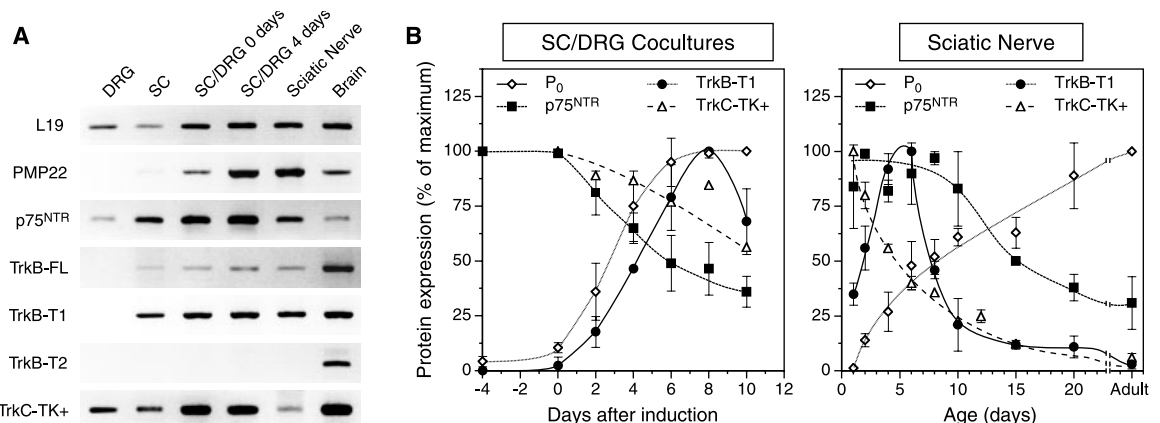 A
DRG
SC
SC/DRG 0 days
SC/DRG 4 days
Sciatic Nerve
Brain
L19
PMP22
p75NTR
TrkB-FL
TrkB-T1
TrkB-T2
TrkC-TK+
B
SC/DRG Cocultures
Protein expression (% of maximum)
P0 TrkB-T1
p75NTR TrkC-TK+
125
100
75
50
25
0
-4 0 2 4 6 8 10 12
Days after induction
Sciatic Nerve
P0 TrkB-T1
p75NTR TrkC-TK+
125
100
75
50
25
0
0 5 10 15 20 Adult
Age (days)